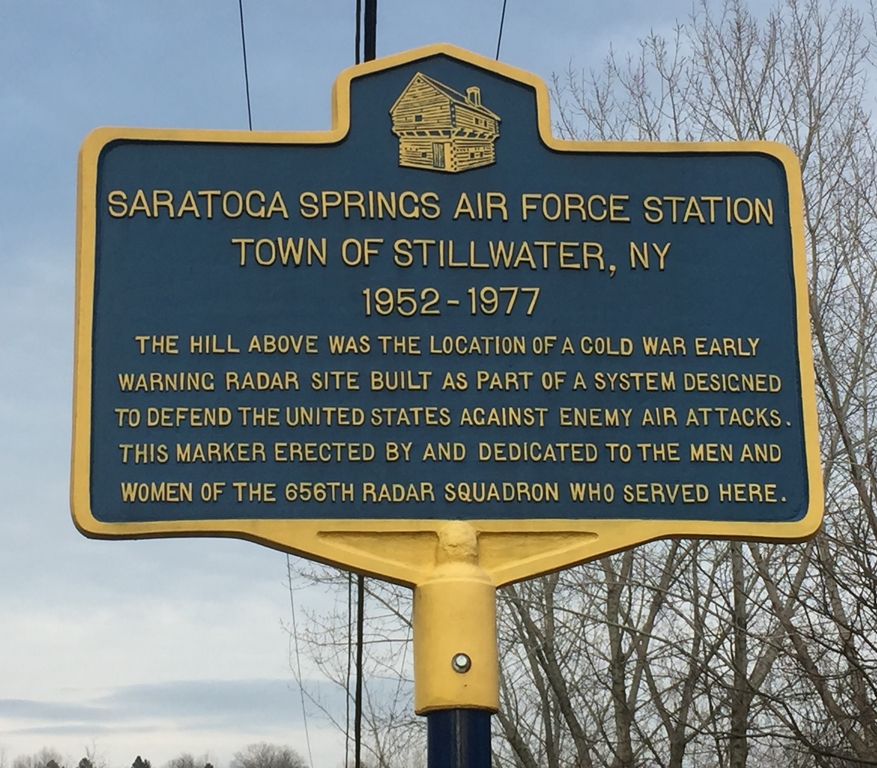 SARATOGA SPRINGS AIR FORCE STATION
TOWN OF STILLWATER, NY
1952-1977
THE HILL ABOVE WAS THE LOCATION OF A COLD WAR EARLY
WARNING RADAR SITE BUILT AS PART OF A SYSTEM DESIGNED
TO DEFEND THE UNITED STATES AGAINST ENEMY AIR ATTACKS.
THIS MARKER ERECTED BY AND DEDICATED TO THE MEN AND
WOMEN OF THE 656TH RADAR SQUADRON WHO SERVED HERE.